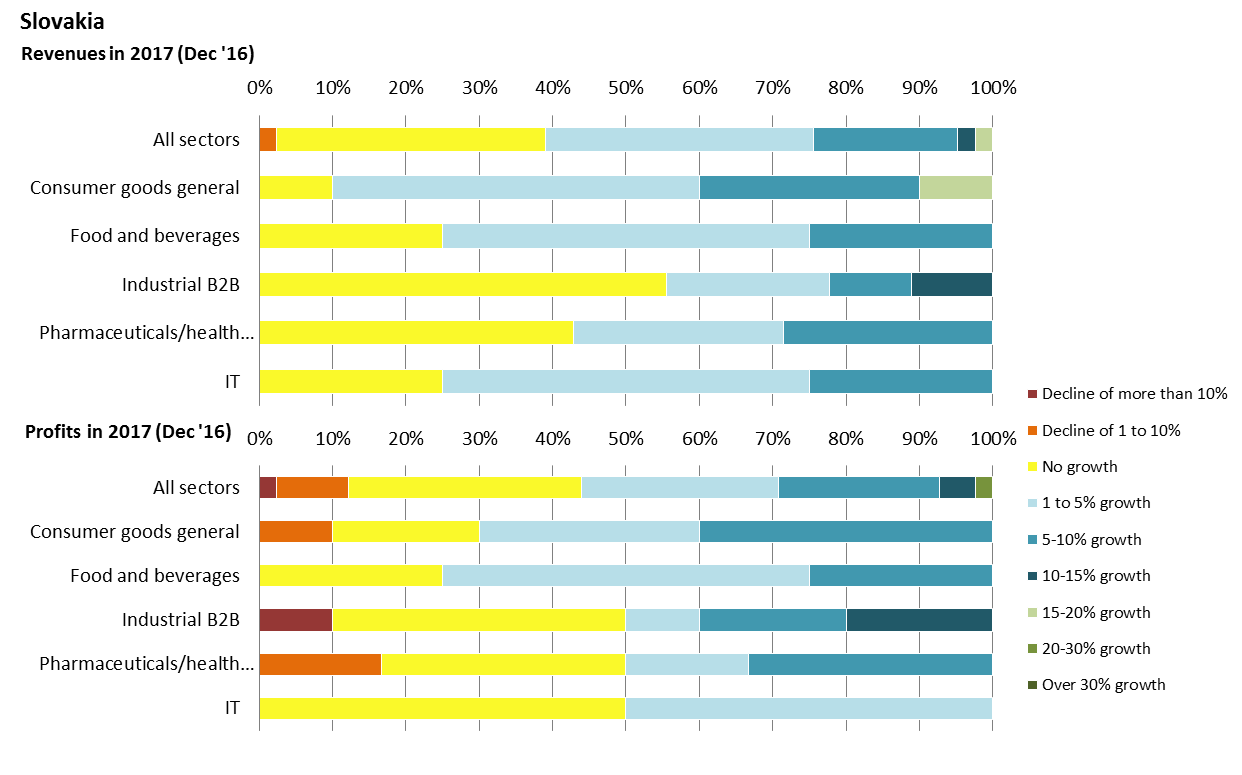 Slovakia
Revenues in 2017 (Dec '16)
0% 10% 20% 30% 40% 50% 60% 70% 80% 90% 100%
All sectors
Consumer goods general
Food and beverages
Industrial B2B
Pharmaceuticals/health...
IT
Profits in 2017 (Dec '16)
0% 10% 20% 30% 40% 50% 60% 70% 80% 90% 100%
All sectors
Consumer goods general
Food and beverages
Industrial B2B
Pharmaceuticals/health...
IT
Decline of more than 10%
Decline of 1 to 10%
No growth
1 to 5% growth
5-10% growth
10-15% growth
15-20% growth
20-30% growth
Over 30% growth